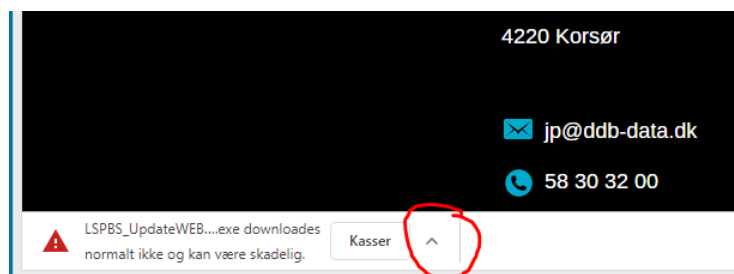 4220 Korsør
jp@ddb-data.dk
58 30 32 00
LSPBS_UpdateWEB....exe downloades
normalt ikke og kan være skadelig.
Kasser